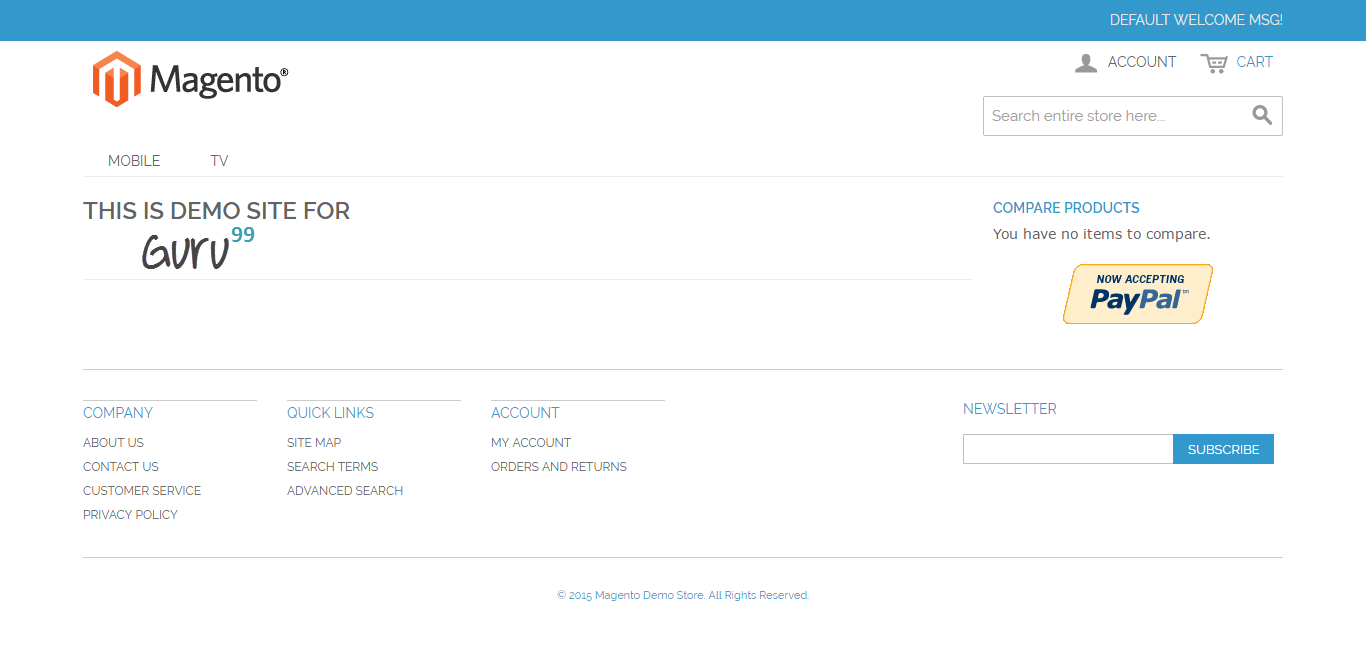 DEFAULT WELCOME MSG!
Magento®
ACCOUNT CART
Search entire store here...
MOBILE TV
THIS IS DEMO SITE FOR
Guru99
COMPARE PRODUCTS
You have no items to compare.
NOW ACCEPTING
PayPal™
COMPANY
ABOUT US
CONTACT US
CUSTOMER SERVICE
PRIVACY POLICY
QUICK LINKS
SITE MAP
SEARCH TERMS
ADVANCED SEARCH
ACCOUNT
MY ACCOUNT
ORDERS AND RETURNS
NEWSLETTER
SUBSCRIBE
© 2015 Magento Demo Store. All Rights Reserved.